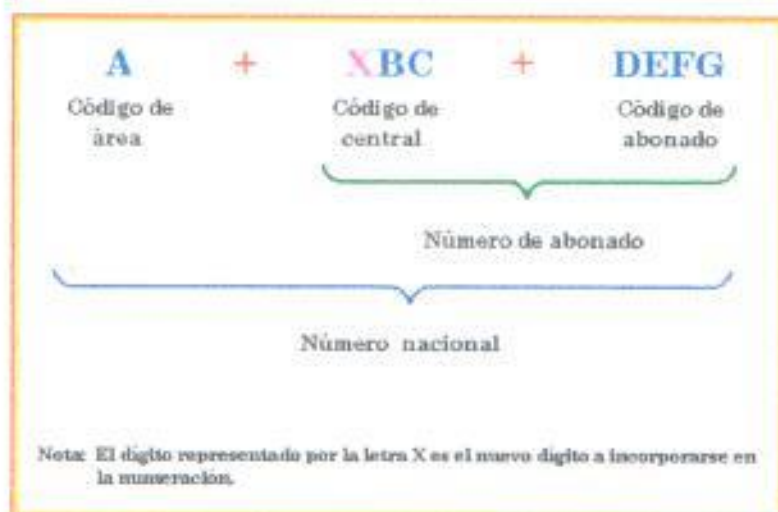 A + XBC + DEFG
Código de Código de Código de
área central abonado
Número de abonado
Número nacional
Nota: El dígito representado por la letra X es el nuevo dígito a incorporarse en
la numeración.